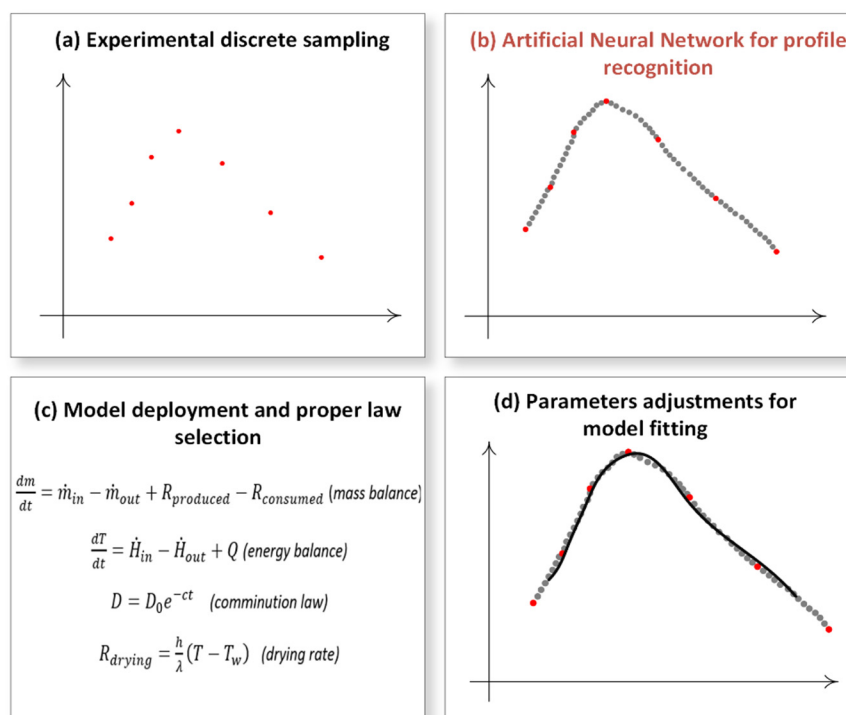 (a) Experimental discrete sampling
(b) Artificial Neural Network for profile
recognition
(c) Model deployment and proper law
selection
dm/dt = ṁ_in − ṁ_out + R_produced − R_consumed (mass balance)
dT/dt = Ḣ_in − Ḣ_out + Q (energy balance)
D = D_0e^{−ct} (comminution law)
R_drying = h/λ (T − T_w) (drying rate)
(d) Parameters adjustments for
model fitting